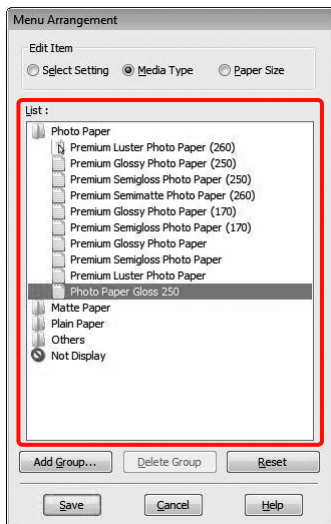 Menu Arrangement
Edit Item
Select Setting Media Type Paper Size
List :
Photo Paper
Premium Luster Photo Paper (260)
Premium Glossy Photo Paper (250)
Premium Semigloss Photo Paper (250)
Premium Semimatte Photo Paper (260)
Premium Glossy Photo Paper (170)
Premium Semigloss Photo Paper (170)
Premium Glossy Photo Paper
Premium Semigloss Photo Paper
Premium Luster Photo Paper
Photo Paper Gloss 250
Matte Paper
Plain Paper
Others
Not Display
Add Group... Delete Group Reset
Save Cancel Help